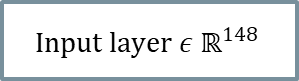 Input layer ϵ ℝ¹⁴⁸